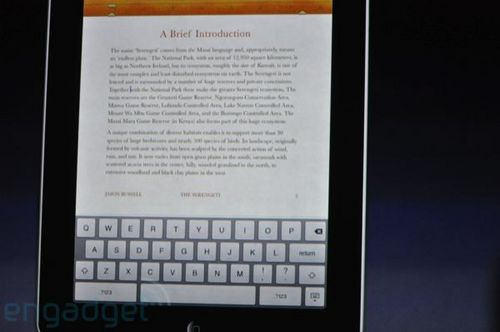 A Brief Introduction
The name 'Serengeti' comes from the Masai language and, appropriately, means
an 'endless plain'. The National Park, with an area of 12,950 square kilometres, is
as big as Northern Ireland, but its ecosystem, roughly the size of Kuwait, is one of
the most complex and least disturbed ecosystems on earth. The Serengeti is not
fenced and is surrounded by a number of huge reserves and private concessions.
Together with the National Park these make the greater Serengeti ecosystem. The
main reserves are the Grumeti Game Reserve, Ngorongoro Conservation Area,
Maswa Game Reserve, Loliondo Controlled Area, Lake Natron Controlled Area,
Mount Wa Mbu Game Controlled Area, and the Controlled Area. The
Masai Mara Game Reserve (in Kenya) also forms part of this huge ecosystem.
A unique combination of diverse habitats enables it to support more than 30
species of large herbivores and nearly 500 species of birds. Its landscape, originally
formed by volcanic activity, has been sculpted by the concerted action of wind,
rain, and sun. It now varies from open grass plains in the south, savannah with
scattered acacia trees in the center, hilly, wooded grassland in the north, to
extensive woodland and black clay plains in the west.
JASON RUSSELL THE SERENGETI
Q W E R T Y U I O P
A S D F G H J K L return
Z X C V B N M ! , ? .
.?123 .?123
engadget